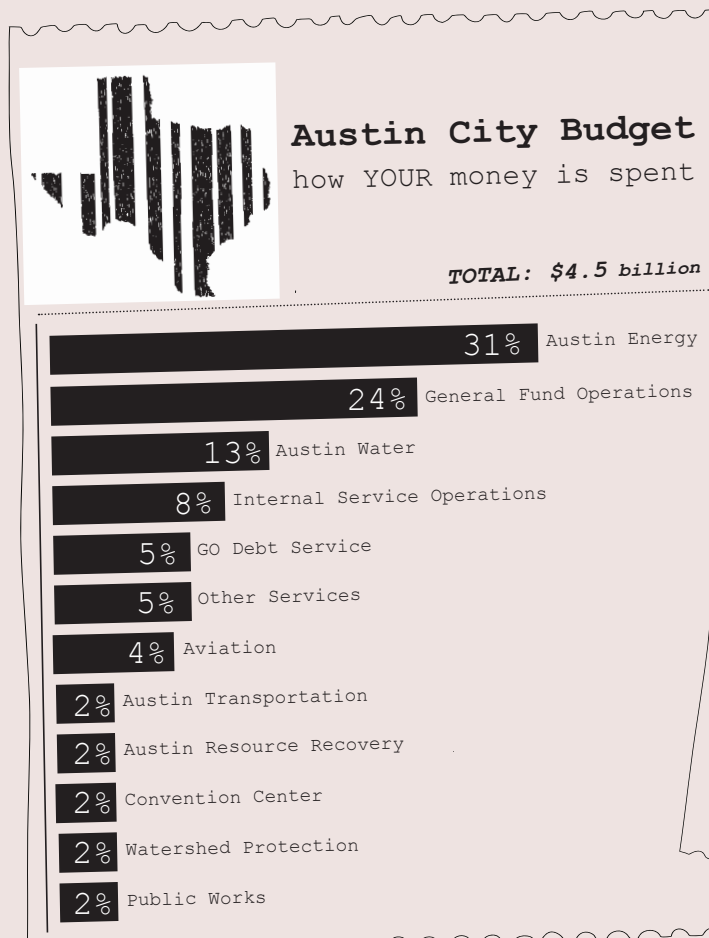 Austin City Budget
how YOUR money is spent
TOTAL: $4.5 billion
31% Austin Energy
24% General Fund Operations
13% Austin Water
8% Internal Service Operations
5% GO Debt Service
5% Other Services
4% Aviation
2% Austin Transportation
2% Austin Resource Recovery
2% Convention Center
2% Watershed Protection
2% Public Works